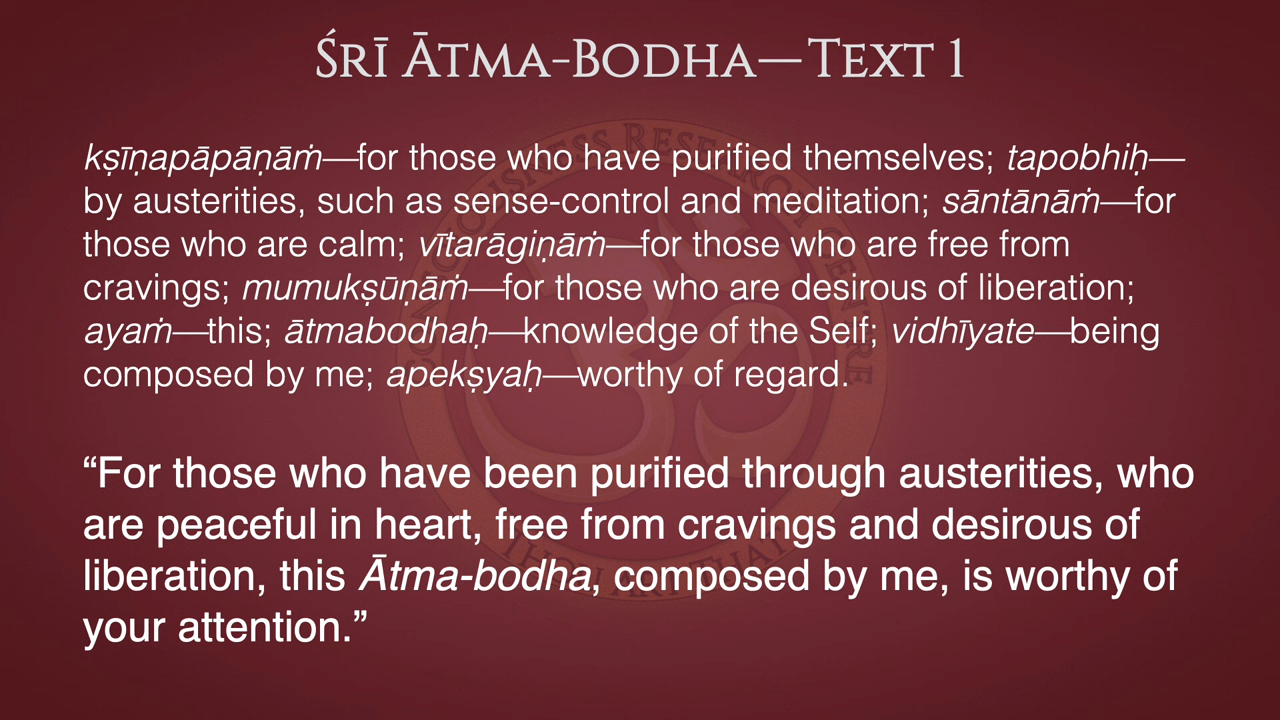 Śrī Ātma-Bodha—Text 1
kṣīṇapāpāṇāṁ—for those who have purified themselves; tapobhiḥ—
by austerities, such as sense-control and meditation; sāntānāṁ—for
those who are calm; vītarāgiṇāṁ—for those who are free from
cravings; mumukṣūṇāṁ—for those who are desirous of liberation;
ayaṁ—this; ātmabodhaḥ—knowledge of the Self; vidhīyate—being
composed by me; apekṣyaḥ—worthy of regard.
“For those who have been purified through austerities, who
are peaceful in heart, free from cravings and desirous of
liberation, this Ātma-bodha, composed by me, is worthy of
your attention.”